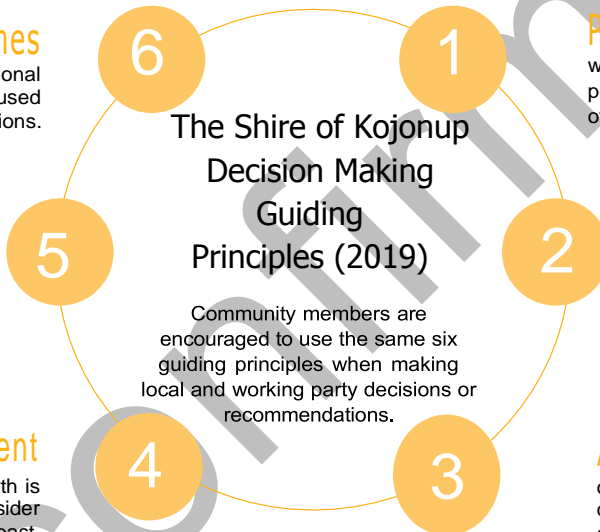 6
1
The Shire of Kojonup
Decision Making
Guiding
Principles (2019)
5
2
Community members are
encouraged to use the same six
guiding principles when making
local and working party decisions or
recommendations.
4
3
onal
used
ions.
ent
th is
sider